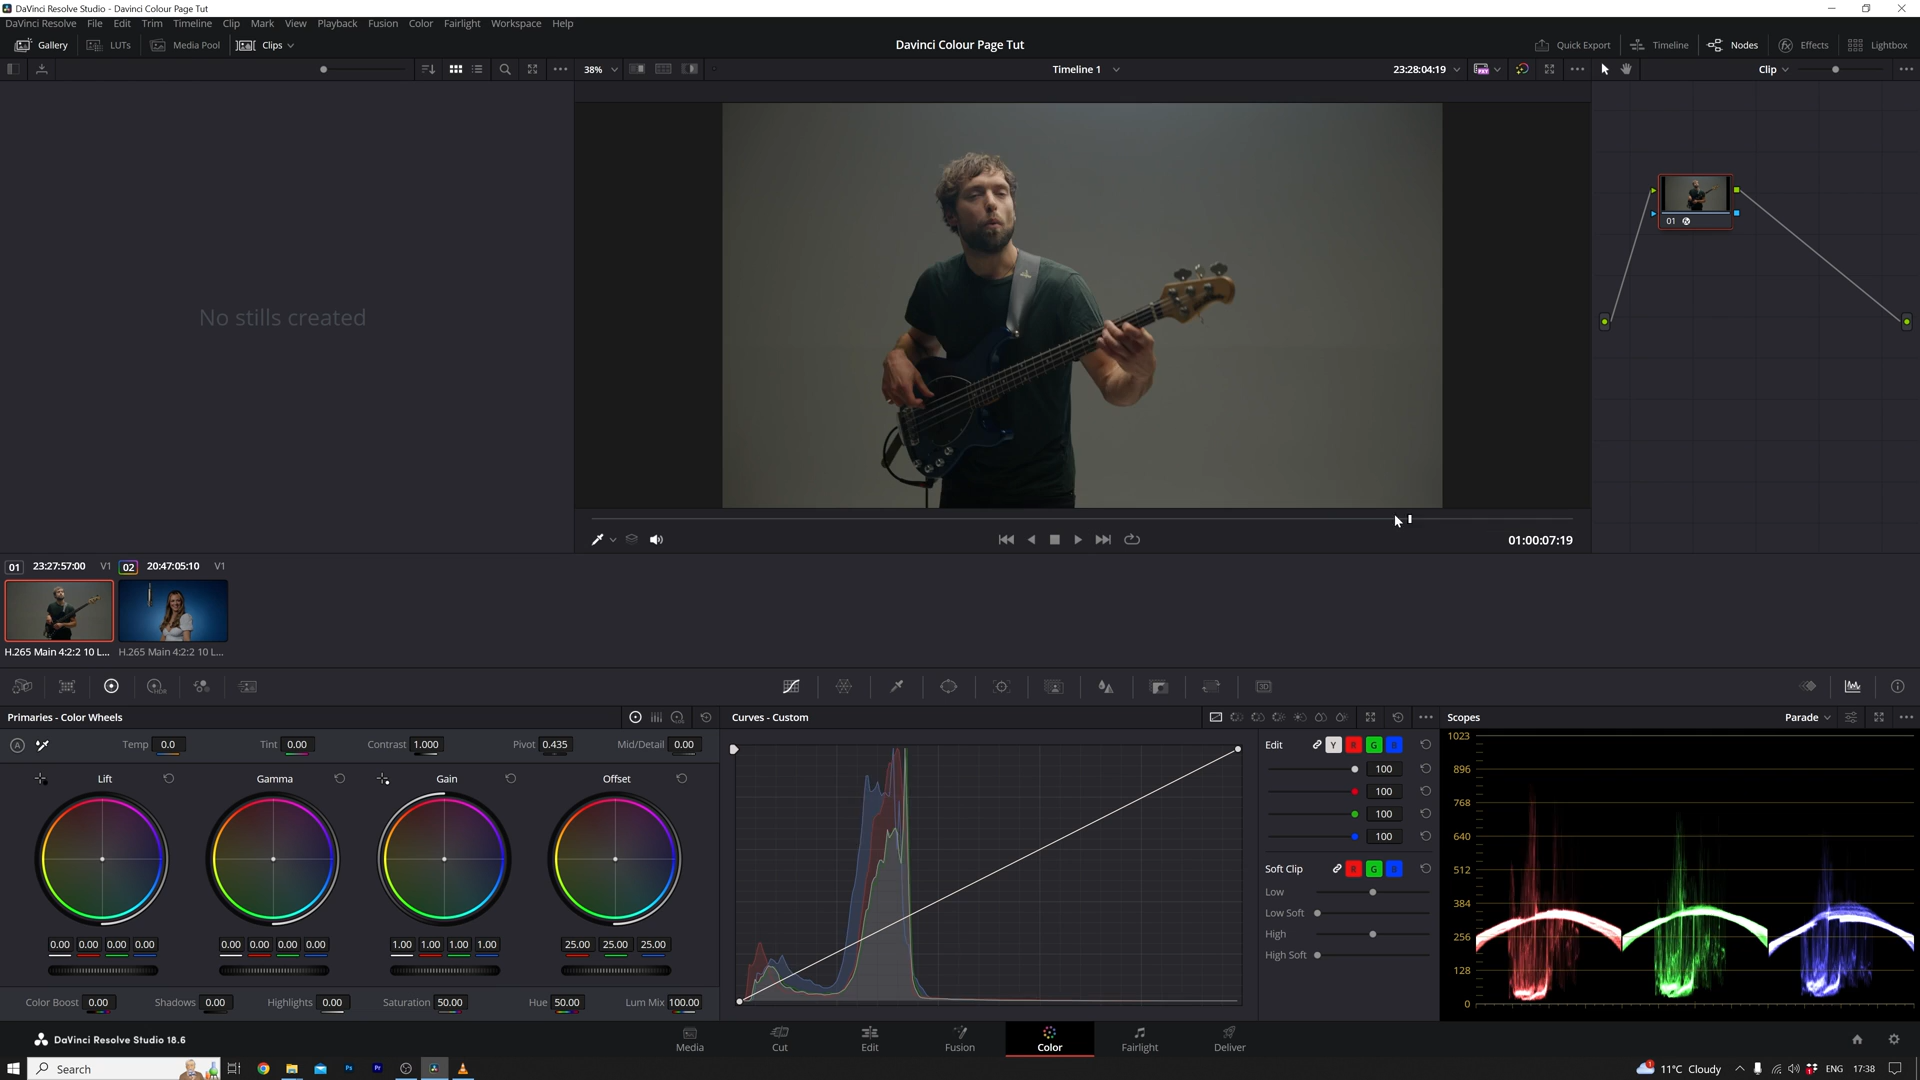 DaVinci Resolve Studio - Davinci Colour Page Tut
DaVinci Resolve File Edit Trim Timeline Clip Mark View Playback Fusion Color Fairlight Workspace Help
Gallery LUTs Media Pool Clips Davinci Colour Page Tut Quick Export Timeline Nodes Effects Lightbox
38% Timeline 1 23:28:04:19 Clip
No stills created
01
01:00:07:19
01 23:27:57:00 V1 02 20:47:05:10 V1
H.265 Main 4:2:2 10 L... H.265 Main 4:2:2 10 L...
HDR 3D
Primaries - Color Wheels Curves - Custom Scopes Parade
A Temp 0.0 Tint 0.00 Contrast 1.000 Pivot 0.435 Mid/Detail 0.00
Lift Gamma Gain Offset
0.00 0.00 0.00 0.00 0.00 0.00 0.00 0.00 1.00 1.00 1.00 1.00 25.00 25.00 25.00
Color Boost 0.00 Shadows 0.00 Highlights 0.00 Saturation 50.00 Hue 50.00 Lum Mix 100.00
Edit Y R G B
100
100
100
100
Soft Clip R G B
Low
Low Soft
High
High Soft
1023
896
768
640
512
384
256
128
0
DaVinci Resolve Studio 18.6 Media Cut Edit Fusion Color Fairlight Deliver
Search Ps Pr 11°C Cloudy ENG 17:38